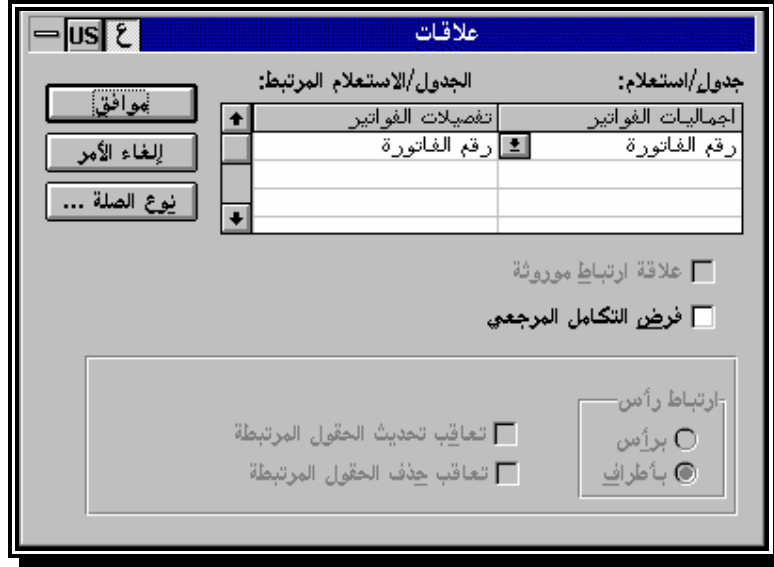 علاقات
ع US
جدول/استعلام: الجدول/الاستعلام المرتبط:
موافق
اجماليات الفواتير تفصيلات الفواتير
رقم الفاتورة رقم الفاتورة
إلغاء الأمر
نوع الصلة ...
علاقة ارتباط موروثة
فرض التكامل المرجعي
ارتباط رأس
برأس
بأطراف
تعاقب تحديث الحقول المرتبطة
تعاقب حذف الحقول المرتبطة